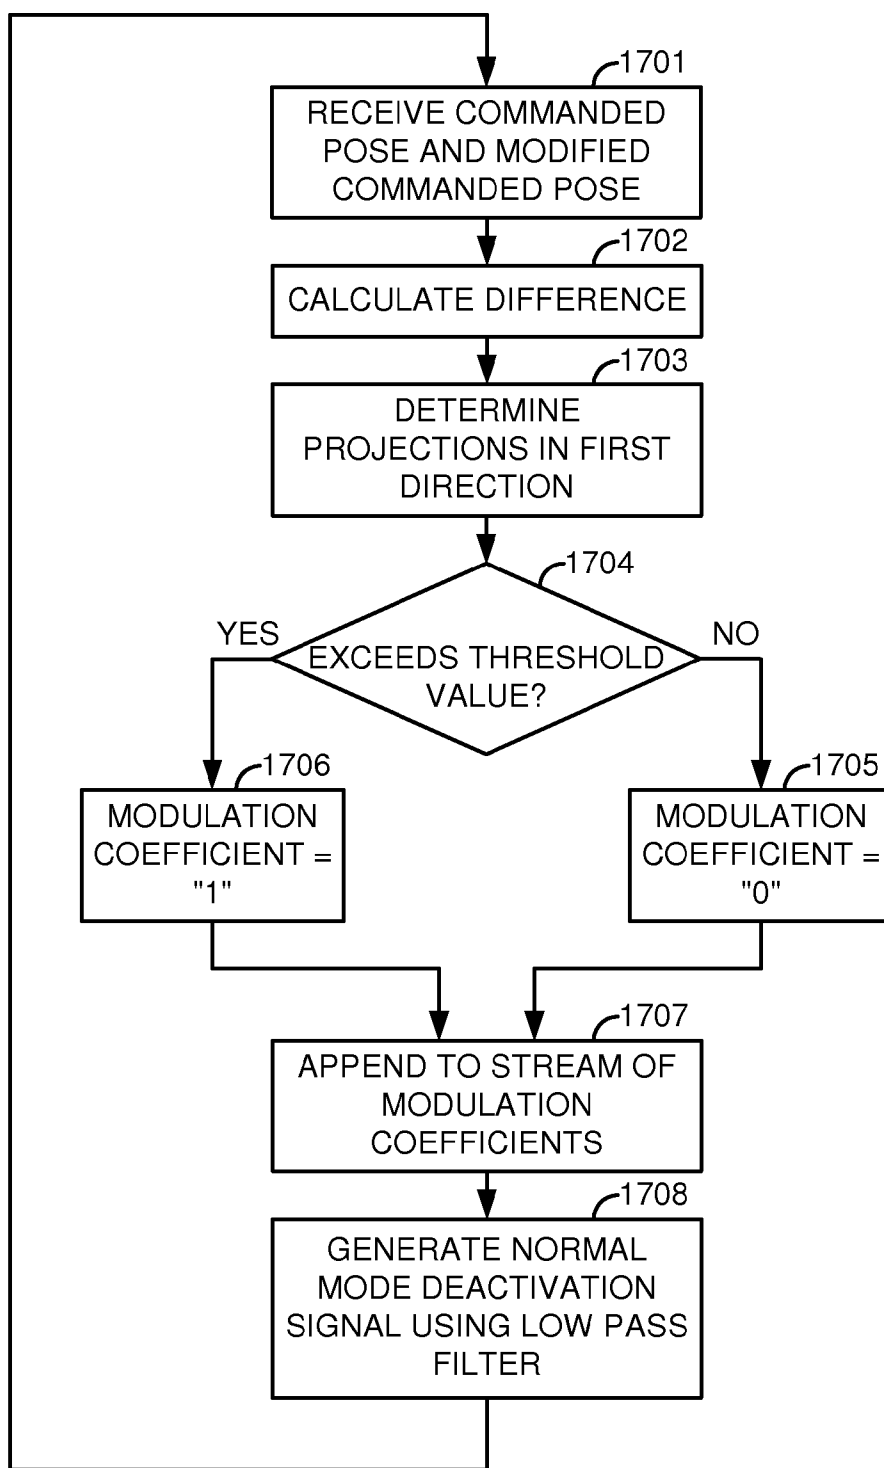 1701
RECEIVE COMMANDED
POSE AND MODIFIED
COMMANDED POSE
1702
CALCULATE DIFFERENCE
1703
DETERMINE
PROJECTIONS IN FIRST
DIRECTION
1704
YES
NO
EXCEEDS THRESHOLD
VALUE?
1706
MODULATION
COEFFICIENT =
"1"
1705
MODULATION
COEFFICIENT =
"0"
1707
APPEND TO STREAM OF
MODULATION
COEFFICIENTS
1708
GENERATE NORMAL
MODE DEACTIVATION
SIGNAL USING LOW PASS
FILTER